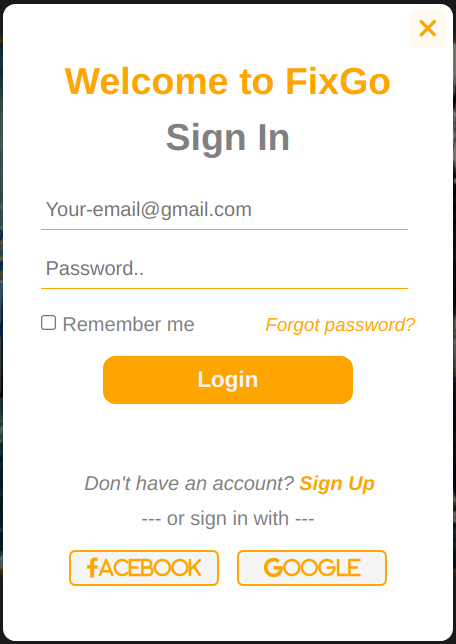 Welcome to FixGo
Sign In
Your-email@gmail.com
Password..
Remember me Forgot password?
Login
Don't have an account? Sign Up
--- or sign in with ---
FACEBOOK GOOGLE